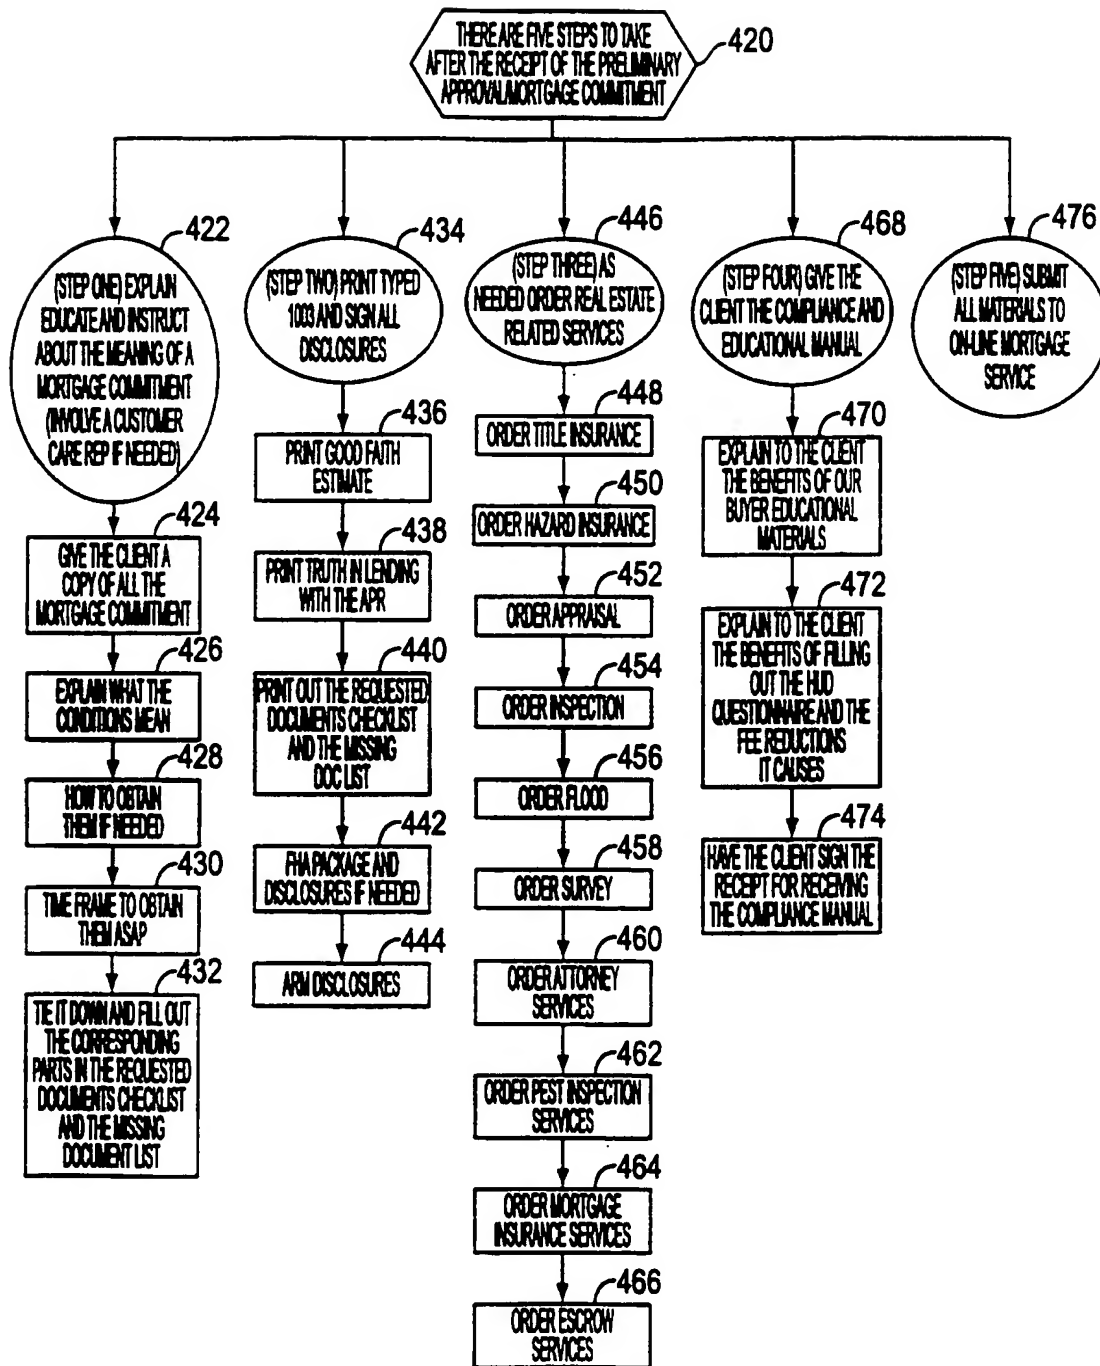 THERE ARE FIVE STEPS TO TAKE
AFTER THE RECEIPT OF THE PRELIMINARY
APPROVAL/MORTGAGE COMMITMENT
420
422
(STEP ONE) EXPLAIN
EDUCATE AND INSTRUCT
ABOUT THE MEANING OF A
MORTGAGE COMMITMENT
(INVOLVE A CUSTOMER
CARE REP IF NEEDED)
424
GIVE THE CLIENT A
COPY OF ALL THE
MORTGAGE COMMITMENT
426
EXPLAIN WHAT THE
CONDITIONS MEAN
428
HOW TO OBTAIN
THEM IF NEEDED
430
TIME FRAME TO OBTAIN
THEM ASAP
432
TIE IT DOWN AND FILL OUT
THE CORRESPONDING
PARTS IN THE REQUESTED
DOCUMENTS CHECKLIST
AND THE MISSING
DOCUMENT LIST
434
(STEP TWO) PRINT TYPED
1003 AND SIGN ALL
DISCLOSURES
436
PRINT GOOD FAITH
ESTIMATE
438
PRINT TRUTH IN LENDING
WITH THE APR
440
PRINT OUT THE REQUESTED
DOCUMENTS CHECKLIST
AND THE MISSING
DOC LIST
442
FHA PACKAGE AND
DISCLOSURES IF NEEDED
444
ARM DISCLOSURES
446
(STEP THREE) AS
NEEDED ORDER REAL ESTATE
RELATED SERVICES
448
ORDER TITLE INSURANCE
450
ORDER HAZARD INSURANCE
452
ORDER APPRAISAL
454
ORDER INSPECTION
456
ORDER FLOOD
458
ORDER SURVEY
460
ORDER ATTORNEY
SERVICES
462
ORDER PEST INSPECTION
SERVICES
464
ORDER MORTGAGE
INSURANCE SERVICES
466
ORDER ESCROW
SERVICES
468
(STEP FOUR) GIVE THE
CLIENT THE COMPLIANCE AND
EDUCATIONAL MANUAL
470
EXPLAIN TO THE CLIENT
THE BENEFITS OF OUR
BUYER EDUCATIONAL
MATERIALS
472
EXPLAIN TO THE CLIENT
THE BENEFITS OF FILLING
OUT THE HUD
QUESTIONNAIRE AND THE
FEE REDUCTIONS
IT CAUSES
474
HAVE THE CLIENT SIGN THE
RECEIPT FOR RECEIVING
THE COMPLIANCE MANUAL
476
(STEP FIVE) SUBMIT
ALL MATERIALS TO
ON-LINE MORTGAGE
SERVICE